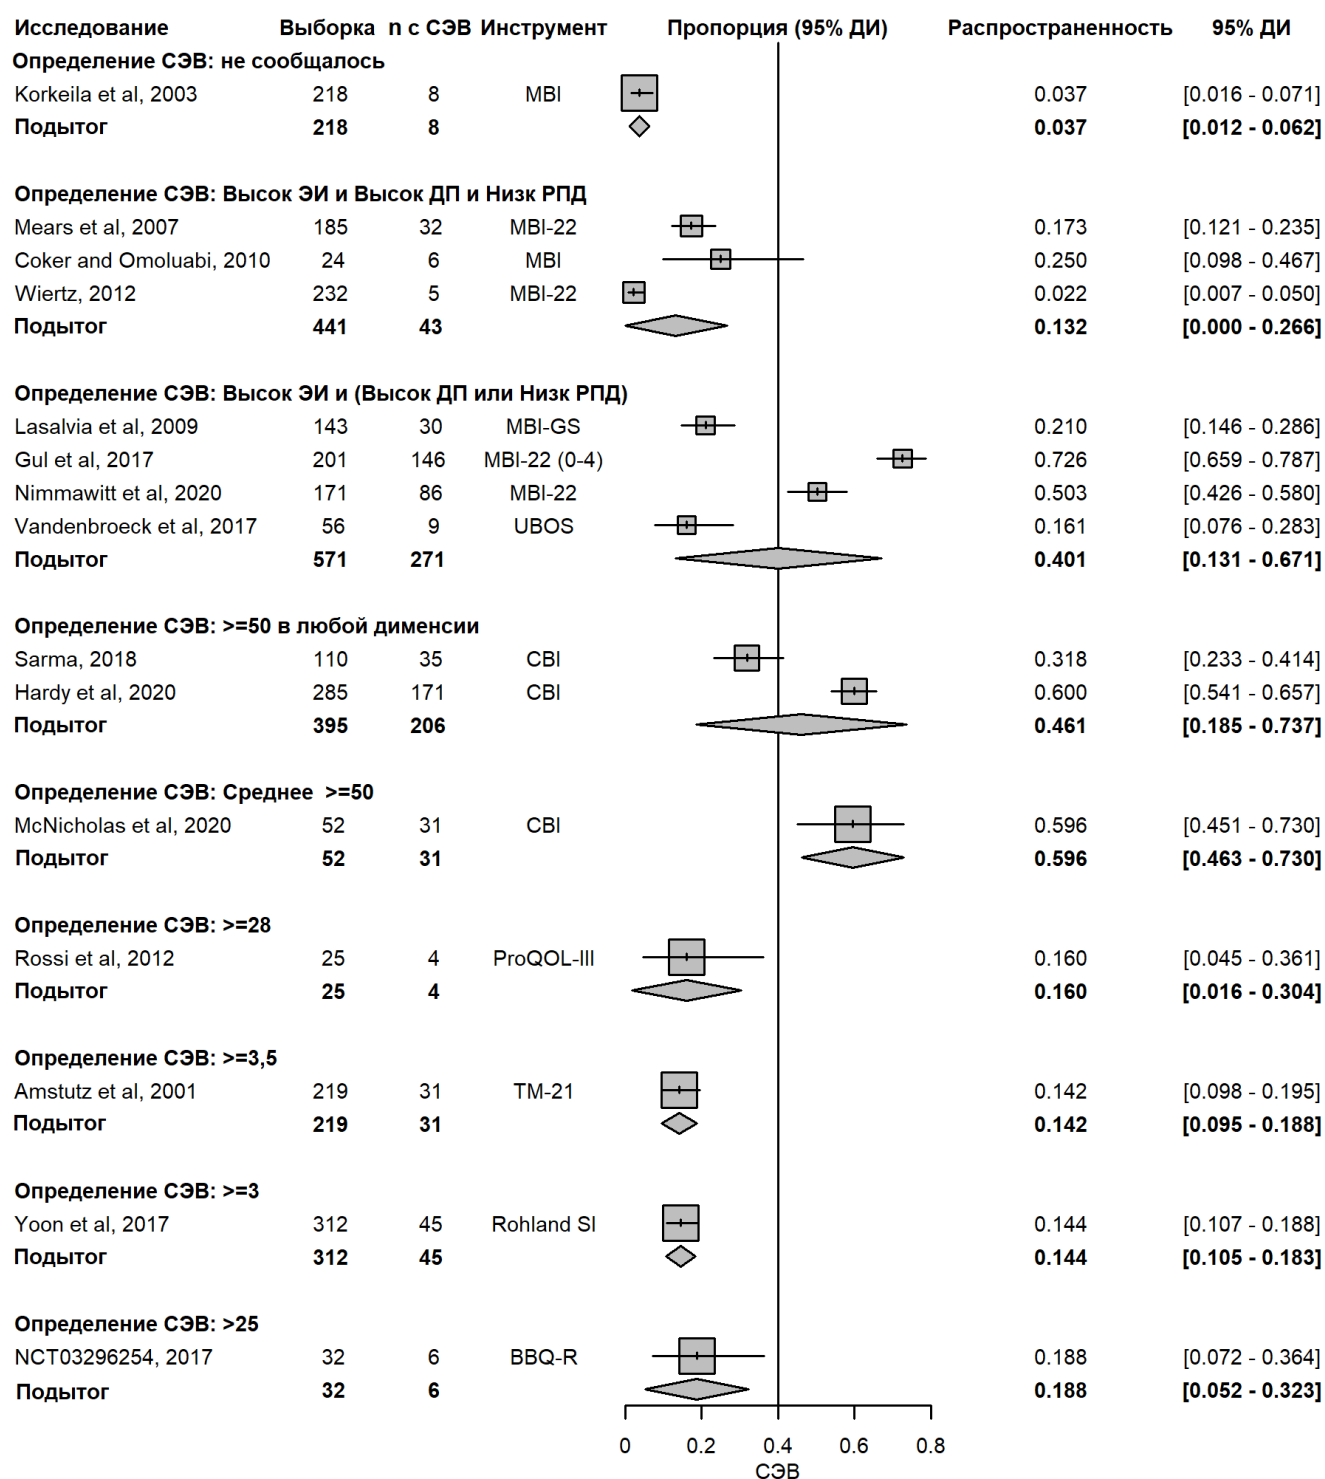 Исследование Выборка n с СЭВ Инструмент Пропорция (95% ДИ) Распространенность 95% ДИ
Определение СЭВ: не сообщалось
Korkeila et al, 2003 218 8 MBI 0.037 [0.016 - 0.071]
Подытог 218 8 0.037 [0.012 - 0.062]
Определение СЭВ: Высок ЭИ и Высок ДП и Низк РПД
Mears et al, 2007 185 32 MBI-22 0.173 [0.121 - 0.235]
Coker and Omoluabi, 2010 24 6 MBI 0.250 [0.098 - 0.467]
Wiertz, 2012 232 5 MBI-22 0.022 [0.007 - 0.050]
Подытог 441 43 0.132 [0.000 - 0.266]
Определение СЭВ: Высок ЭИ и (Высок ДП или Низк РПД)
Lasalvia et al, 2009 143 30 MBI-GS 0.210 [0.146 - 0.286]
Gul et al, 2017 201 146 MBI-22 (0-4) 0.726 [0.659 - 0.787]
Nimmawitt et al, 2020 171 86 MBI-22 0.503 [0.426 - 0.580]
Vandenbroeck et al, 2017 56 9 UBOS 0.161 [0.076 - 0.283]
Подытог 571 271 0.401 [0.131 - 0.671]
Определение СЭВ: >=50 в любой дименсии
Sarma, 2018 110 35 CBI 0.318 [0.233 - 0.414]
Hardy et al, 2020 285 171 CBI 0.600 [0.541 - 0.657]
Подытог 395 206 0.461 [0.185 - 0.737]
Определение СЭВ: Среднее >=50
McNicholas et al, 2020 52 31 CBI 0.596 [0.451 - 0.730]
Подытог 52 31 0.596 [0.463 - 0.730]
Определение СЭВ: >=28
Rossi et al, 2012 25 4 ProQOL-III 0.160 [0.045 - 0.361]
Подытог 25 4 0.160 [0.016 - 0.304]
Определение СЭВ: >=3,5
Amstutz et al, 2001 219 31 TM-21 0.142 [0.098 - 0.195]
Подытог 219 31 0.142 [0.095 - 0.188]
Определение СЭВ: >=3
Yoon et al, 2017 312 45 Rohland SI 0.144 [0.107 - 0.188]
Подытог 312 45 0.144 [0.105 - 0.183]
Определение СЭВ: >25
NCT03296254, 2017 32 6 BBQ-R 0.188 [0.072 - 0.364]
Подытог 32 6 0.188 [0.052 - 0.323]
0 0.2 0.4 0.6 0.8
СЭВ